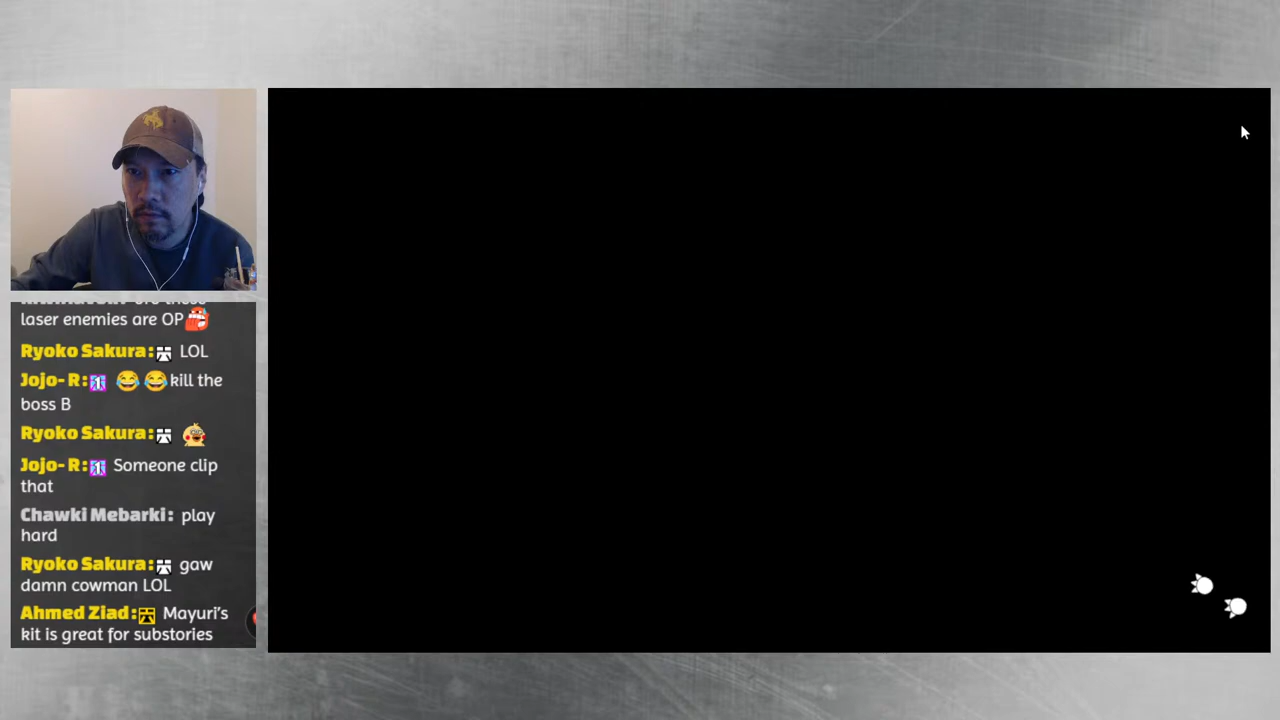 laser enemies are OP
Ryoko Sakura: LOL
Jojo- R: 😂 😂 kill the
boss B
Ryoko Sakura:
Jojo- R: Someone clip
that
Chawki Mebarki: play
hard
Ryoko Sakura: gaw
damn cowman LOL
Ahmed Ziad: Mayuri's
kit is great for substories